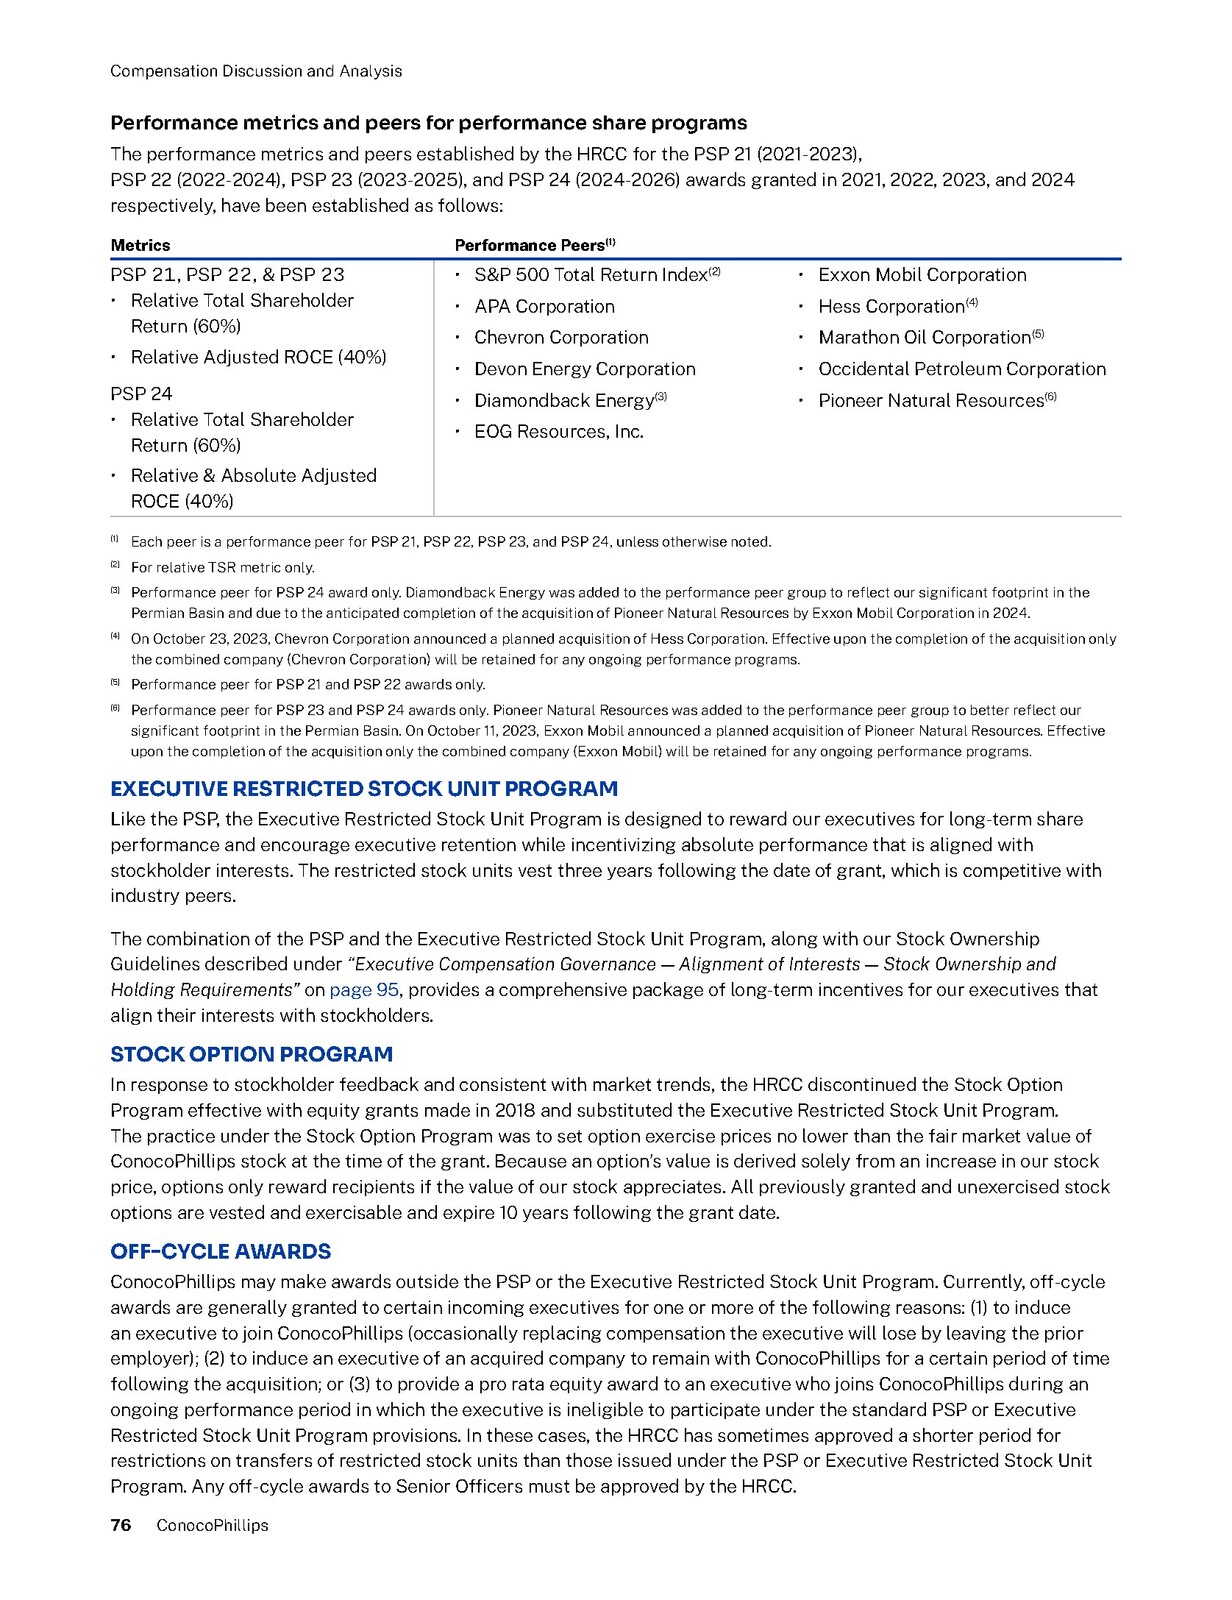 Compensation Discussion and Analysis
Performance metrics and peers for performance share programs
The performance metrics and peers established by the HRCC for the PSP 21 (2021-2023),
PSP 22 (2022-2024), PSP 23 (2023-2025), and PSP 24 (2024-2026) awards granted in 2021, 2022, 2023, and 2024
respectively, have been established as follows:
Metrics
Performance Peers(1)
PSP 21, PSP 22, & PSP 23
• Relative Total Shareholder
Return (60%)
• Relative Adjusted ROCE (40%)
PSP 24
• Relative Total Shareholder
Return (60%)
• Relative & Absolute Adjusted
ROCE (40%)
• S&P 500 Total Return Index(2)
• APA Corporation
• Chevron Corporation
• Devon Energy Corporation
• Diamondback Energy(3)
• EOG Resources, Inc.
• Exxon Mobil Corporation
• Hess Corporation(4)
• Marathon Oil Corporation(5)
• Occidental Petroleum Corporation
• Pioneer Natural Resources(6)
(1) Each peer is a performance peer for PSP 21, PSP 22, PSP 23, and PSP 24, unless otherwise noted.
(2) For relative TSR metric only.
(3) Performance peer for PSP 24 award only. Diamondback Energy was added to the performance peer group to reflect our significant footprint in the
Permian Basin and due to the anticipated completion of the acquisition of Pioneer Natural Resources by Exxon Mobil Corporation in 2024.
(4) On October 23, 2023, Chevron Corporation announced a planned acquisition of Hess Corporation. Effective upon the completion of the acquisition only
the combined company (Chevron Corporation) will be retained for any ongoing performance programs.
(5) Performance peer for PSP 21 and PSP 22 awards only.
(6) Performance peer for PSP 23 and PSP 24 awards only. Pioneer Natural Resources was added to the performance peer group to better reflect our
significant footprint in the Permian Basin. On October 11, 2023, Exxon Mobil announced a planned acquisition of Pioneer Natural Resources. Effective
upon the completion of the acquisition only the combined company (Exxon Mobil) will be retained for any ongoing performance programs.
EXECUTIVE RESTRICTED STOCK UNIT PROGRAM
Like the PSP, the Executive Restricted Stock Unit Program is designed to reward our executives for long-term share
performance and encourage executive retention while incentivizing absolute performance that is aligned with
stockholder interests. The restricted stock units vest three years following the date of grant, which is competitive with
industry peers.
The combination of the PSP and the Executive Restricted Stock Unit Program, along with our Stock Ownership
Guidelines described under “Executive Compensation Governance — Alignment of Interests — Stock Ownership and
Holding Requirements” on page 95, provides a comprehensive package of long-term incentives for our executives that
align their interests with stockholders.
STOCK OPTION PROGRAM
In response to stockholder feedback and consistent with market trends, the HRCC discontinued the Stock Option
Program effective with equity grants made in 2018 and substituted the Executive Restricted Stock Unit Program.
The practice under the Stock Option Program was to set option exercise prices no lower than the fair market value of
ConocoPhillips stock at the time of the grant. Because an option’s value is derived solely from an increase in our stock
price, options only reward recipients if the value of our stock appreciates. All previously granted and unexercised stock
options are vested and exercisable and expire 10 years following the grant date.
OFF-CYCLE AWARDS
ConocoPhillips may make awards outside the PSP or the Executive Restricted Stock Unit Program. Currently, off-cycle
awards are generally granted to certain incoming executives for one or more of the following reasons: (1) to induce
an executive to join ConocoPhillips (occasionally replacing compensation the executive will lose by leaving the prior
employer); (2) to induce an executive of an acquired company to remain with ConocoPhillips for a certain period of time
following the acquisition; or (3) to provide a pro rata equity award to an executive who joins ConocoPhillips during an
ongoing performance period in which the executive is ineligible to participate under the standard PSP or Executive
Restricted Stock Unit Program provisions. In these cases, the HRCC has sometimes approved a shorter period for
restrictions on transfers of restricted stock units than those issued under the PSP or Executive Restricted Stock Unit
Program. Any off-cycle awards to Senior Officers must be approved by the HRCC.
76 ConocoPhillips